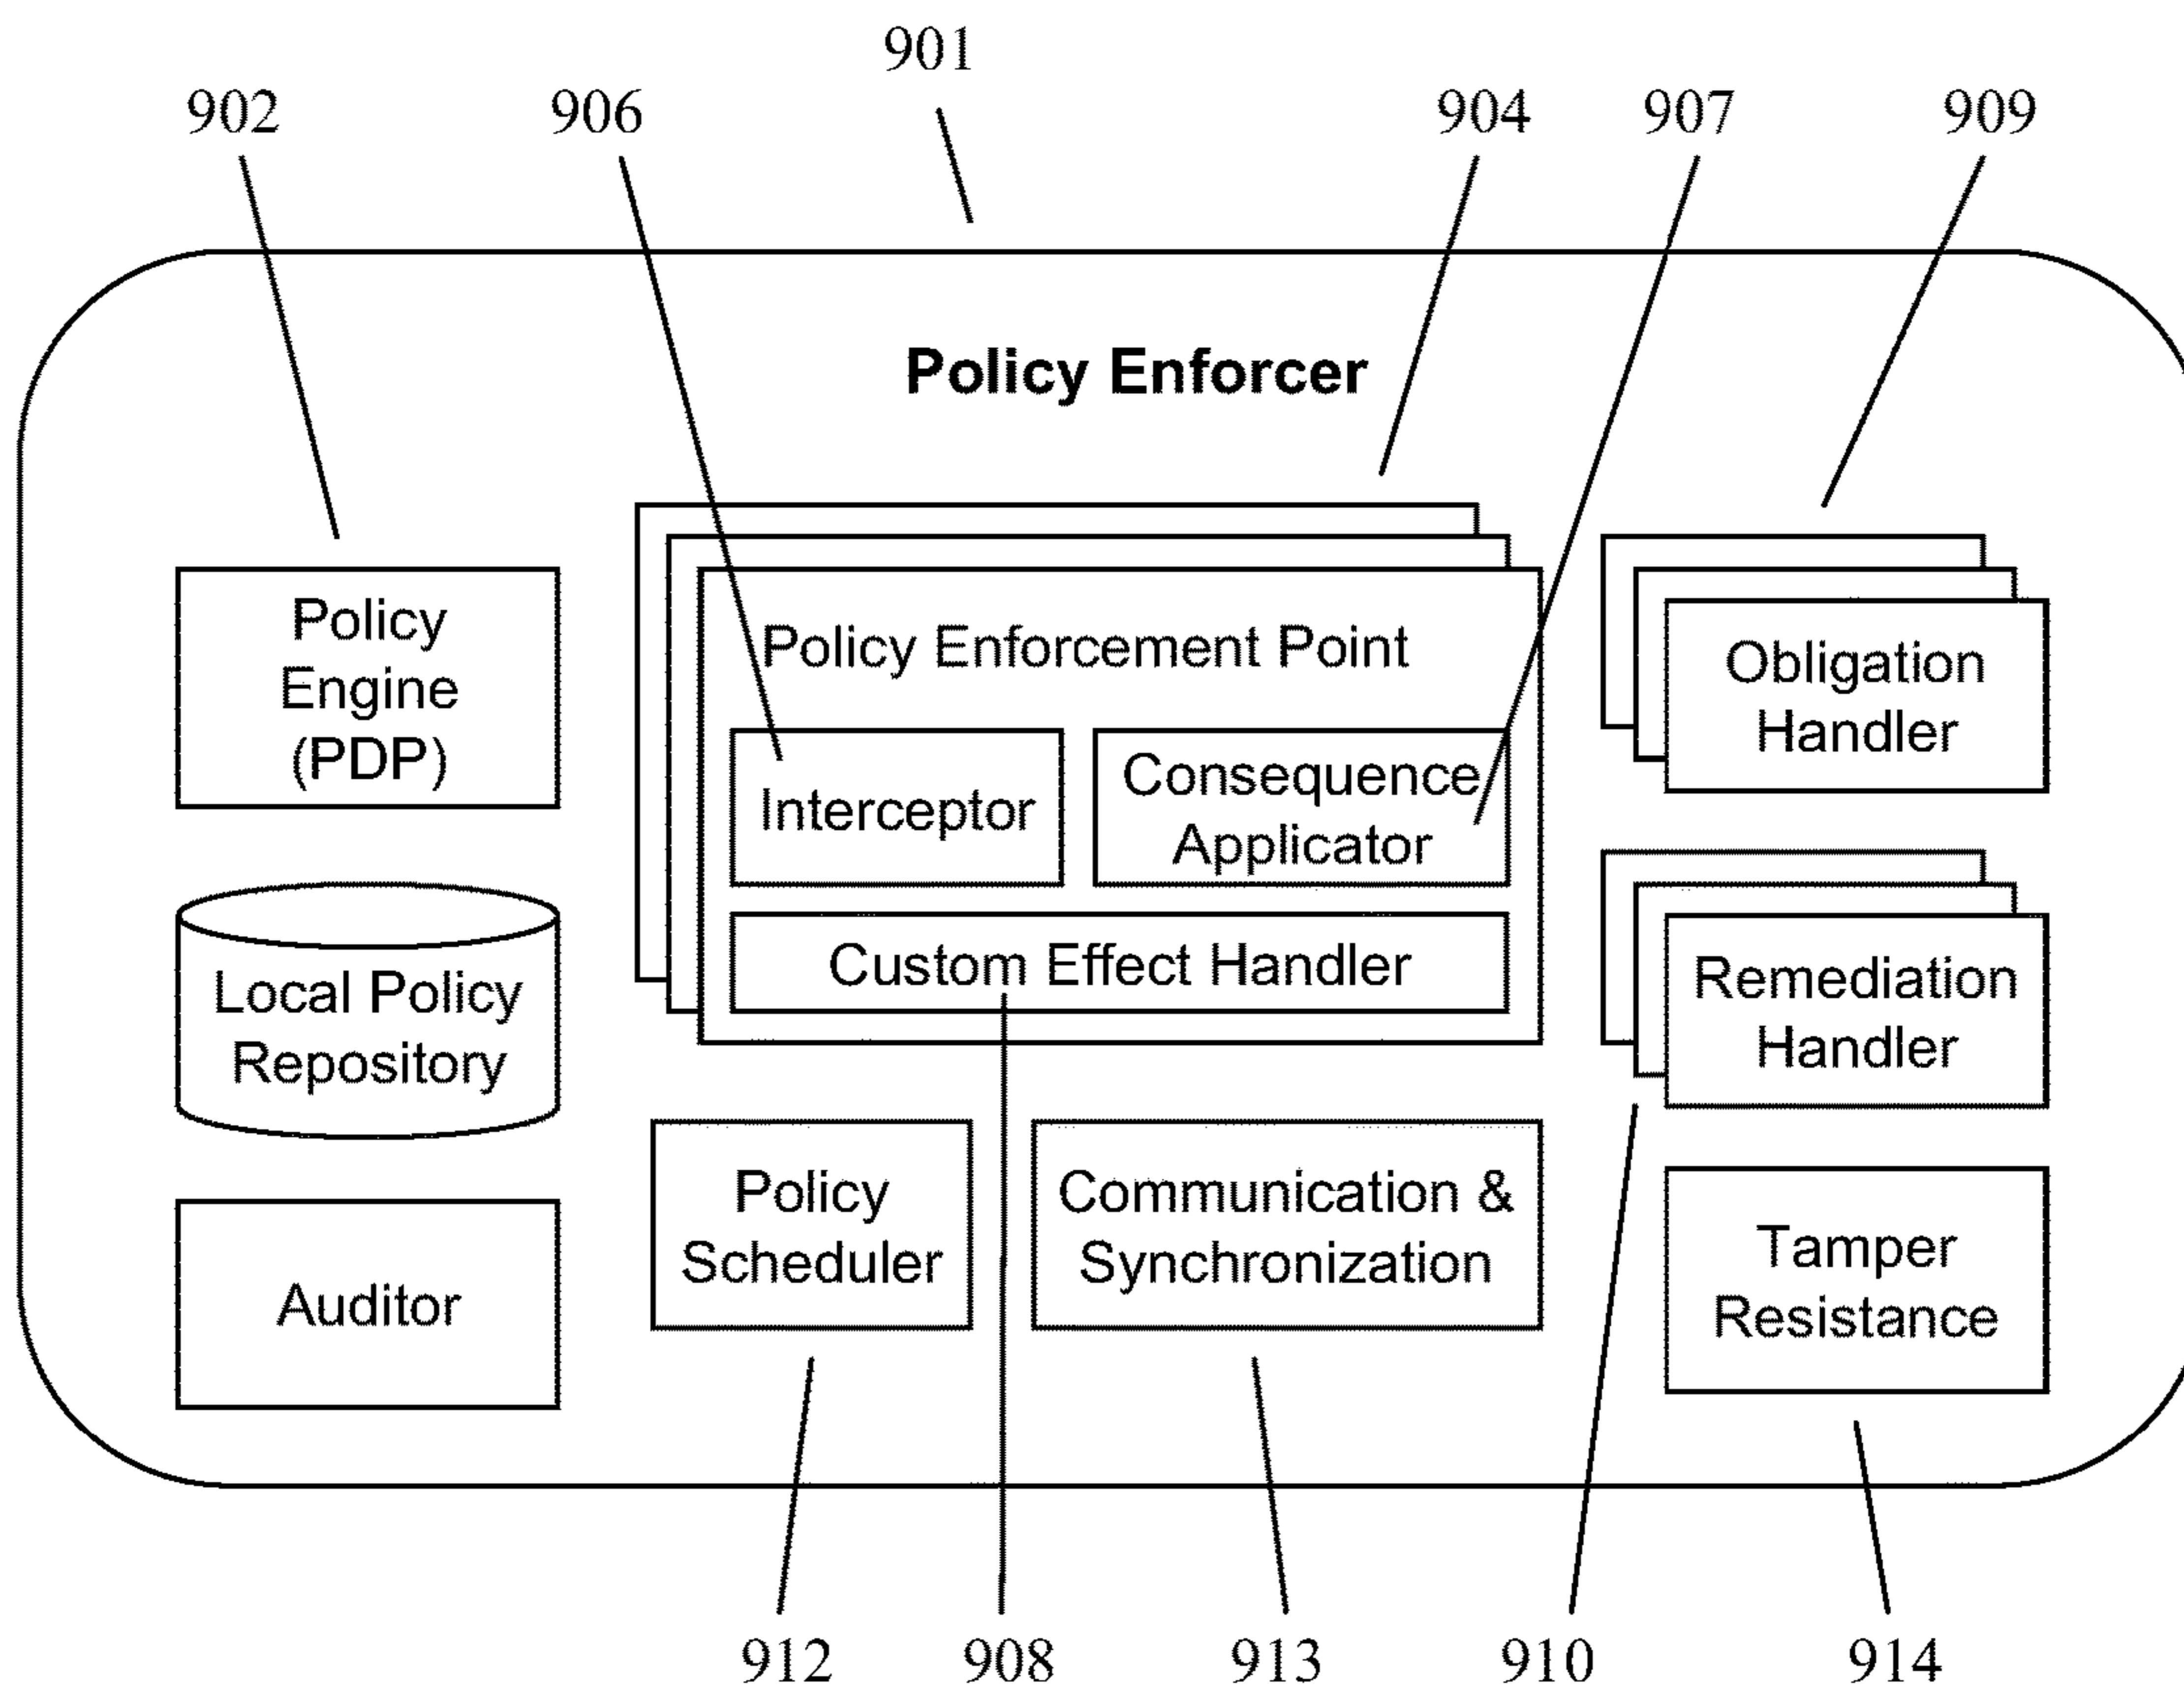 901
902
906
904
907
909
Policy Enforcer
Policy
Engine
(PDP)
Policy Enforcement Point
Interceptor
Consequence
Applicator
Custom Effect Handler
Obligation
Handler
Local Policy
Repository
Remediation
Handler
Auditor
Policy
Scheduler
Communication &
Synchronization
Tamper
Resistance
912
908
913
910
914